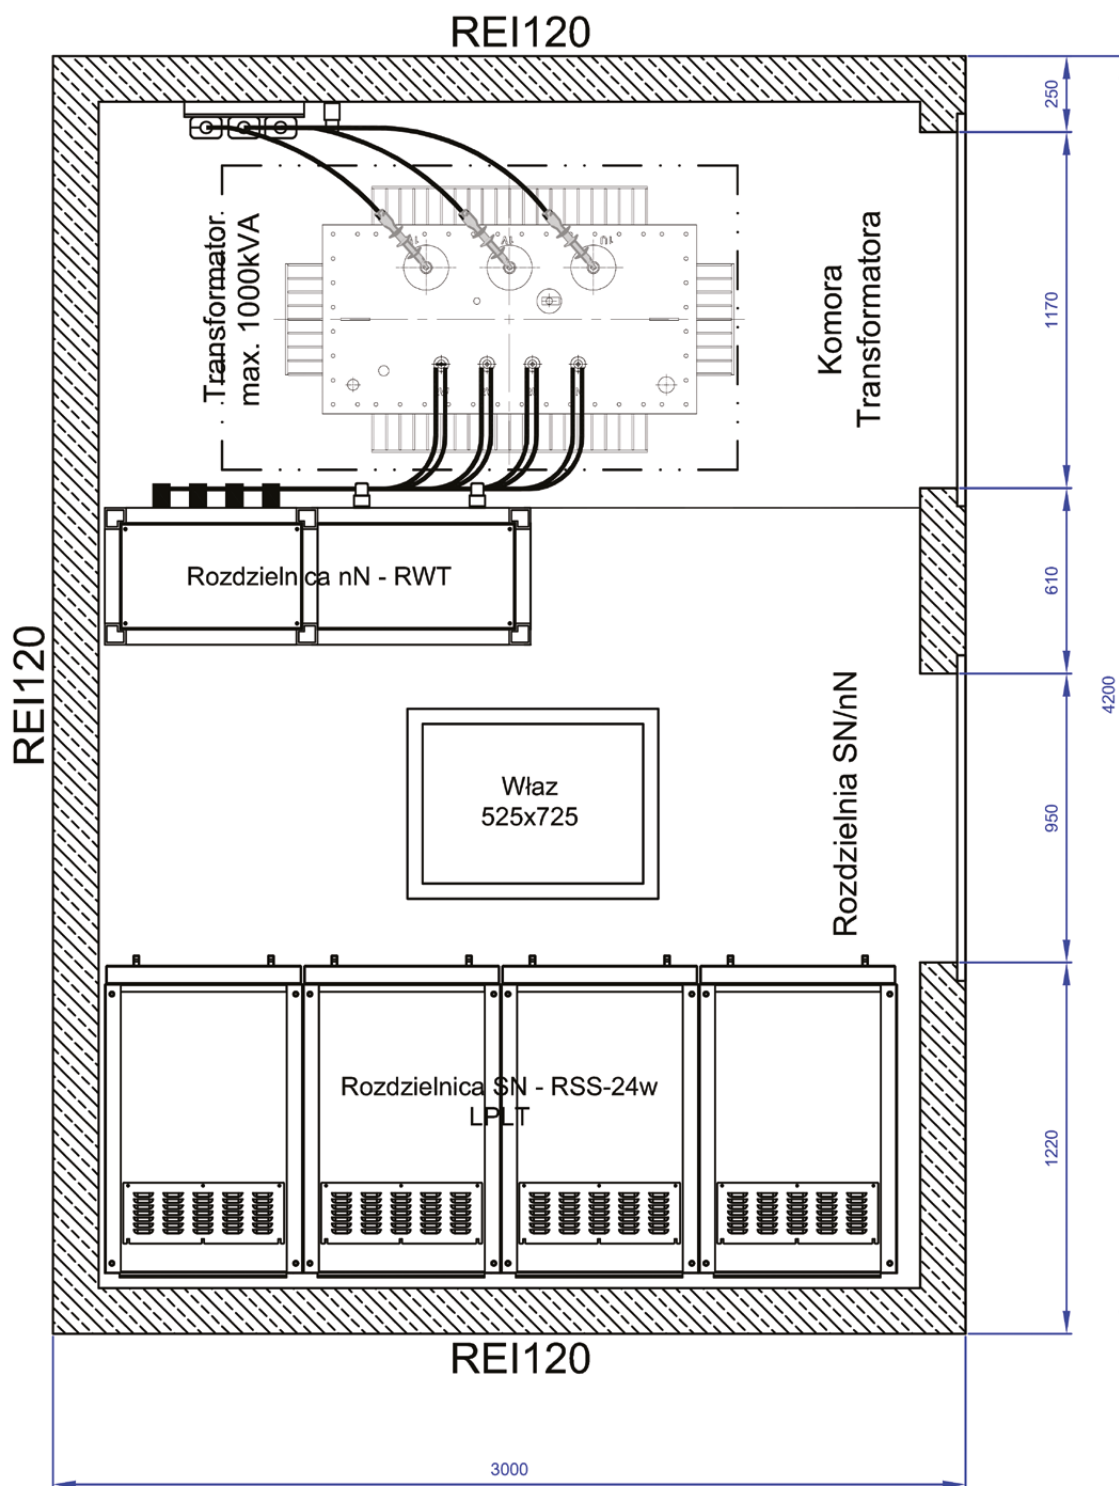 REI120
250
Transformator.
max. 1000kVA
Komora
Transformatora
1170
Rozdzielnica nN - RWT
610
REI120
4200
Właz
525x725
Rozdzielnia SN/nN
950
Rozdzielnica SN - RSS-24w
LPLT
1220
REI120
3000